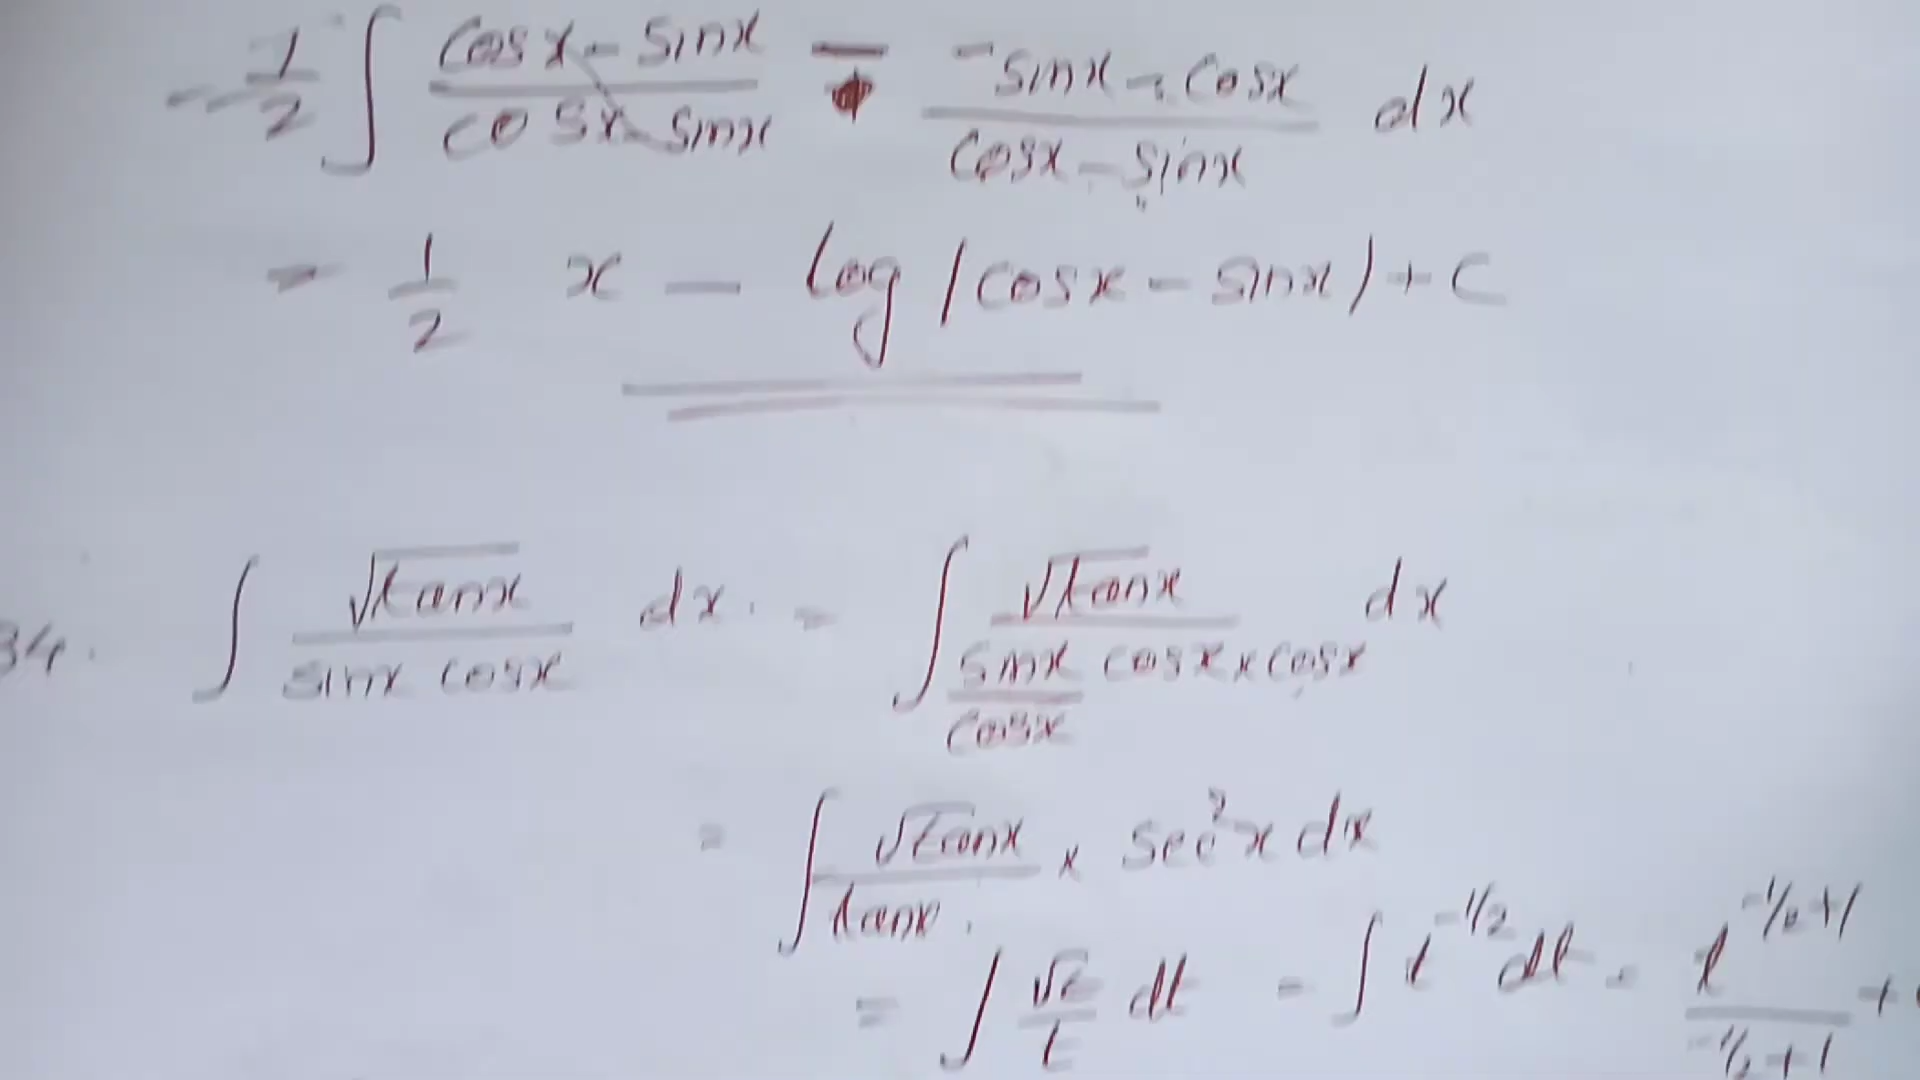 = 1/2 ∫ (cos x - sin x)/(cos x - sin x) - (-sin x - cos x)/(cos x - sin x) dx
= 1/2 x - log |cos x - sin x| + C
34. ∫ √tan x/(sin x cos x) dx. = ∫ √tan x/((sin x/cos x) cos x × cos x) dx
= ∫ √tan x/tan x × sec² x dx
= ∫ √t/t dt = ∫ t^(-1/2) dt = t^(-1/2+1)/(-1/2+1) +